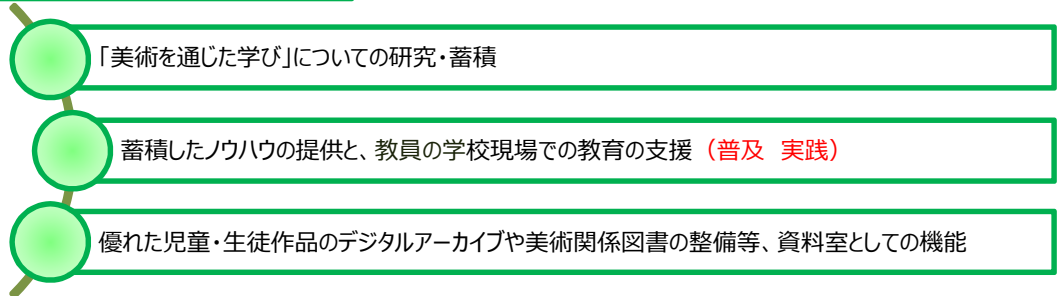 「美術を通じた学び」についての研究・蓄積
蓄積したノウハウの提供と、教員の学校現場での教育の支援（普及　実践）
優れた児童・生徒作品のデジタルアーカイブや美術関係図書の整備等、資料室としての機能